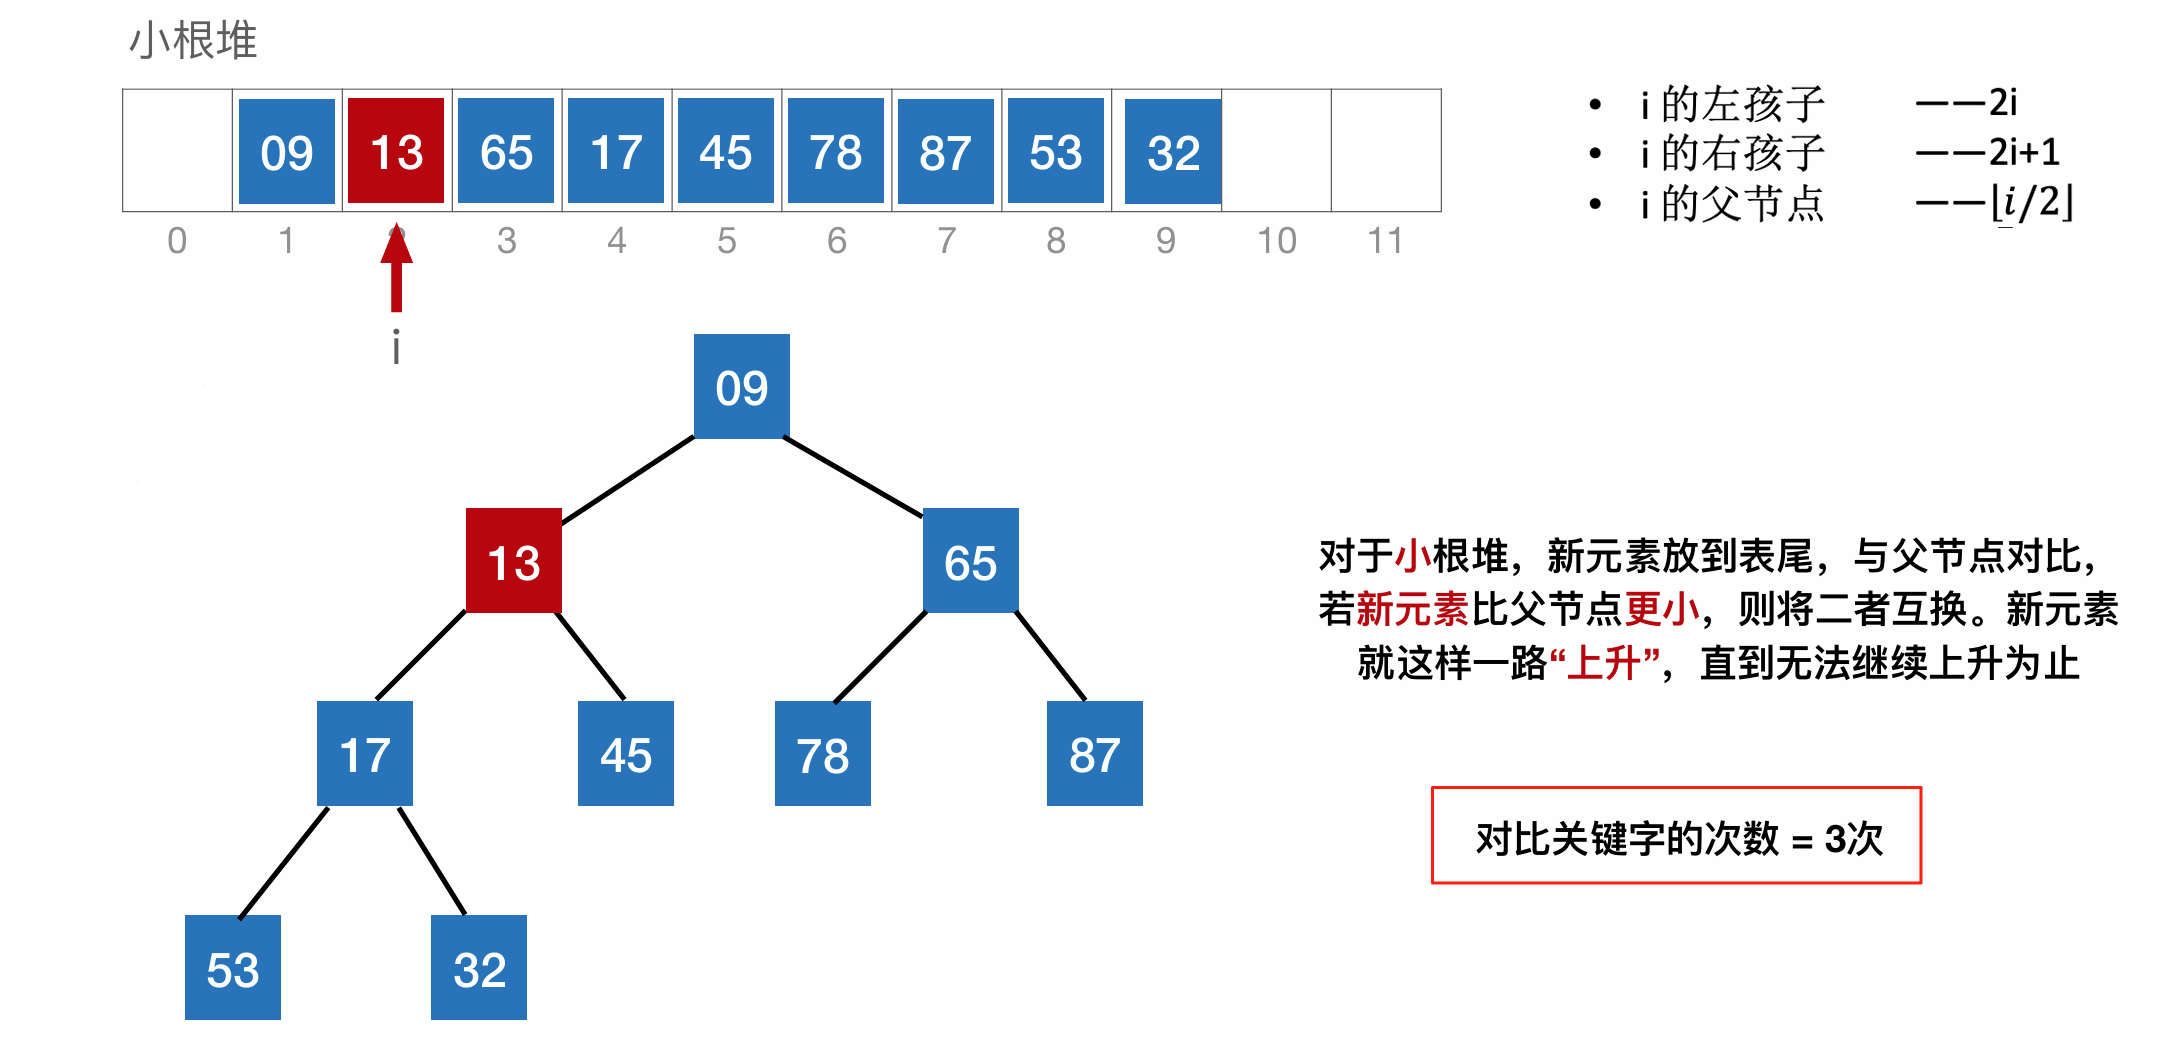 小根堆
09 13 65 17 45 78 87 53 32
0 1 3 4 5 6 7 8 9 10 11
i
• i 的左孩子 ——2i
• i 的右孩子 ——2i+1
• i 的父节点 ——⌊i/2⌋
09
13 65
17 45 78 87
53 32
对于小根堆，新元素放到表尾，与父节点对比，
若新元素比父节点更小，则将二者互换。新元素
就这样一路“上升”，直到无法继续上升为止
对比关键字的次数 = 3次